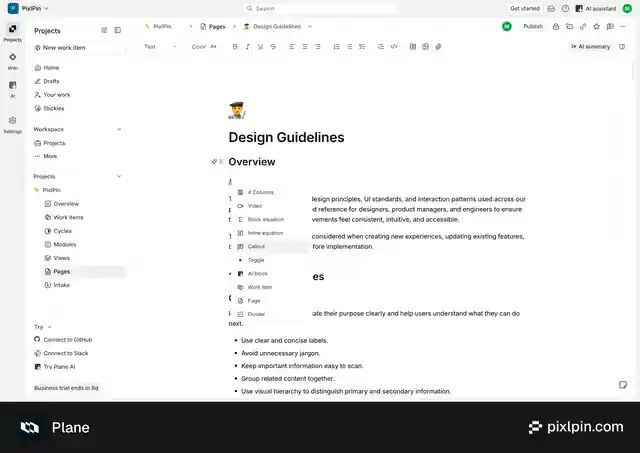 PixlPin
Search
Get started
AI assistant
M
Projects
Wiki
AI
Settings
Projects
New work item
Home
Drafts
Your work
Stickies
Workspace
Projects
More
Projects
PixlPin
Overview
Work items
Cycles
Modules
Views
Pages
Intake
Try
Connect to GitHub
Connect to Slack
Try Plane AI
Business trial ends in 8d
PixlPin > Pages > Design Guidelines
M Publish
Text Color Aa B I U S
AI summary
Design Guidelines
Overview
/
4 Columns
Video
Block equation
Inline equation
Callout
Toggle
AI Block
Work item
Page
Divider
design principles, UI standards, and interaction patterns used across our
d reference for designers, product managers, and engineers to ensure
vements feel consistent, intuitive, and accessible.
considered when creating new experiences, updating existing features,
fore implementation.
es
ate their purpose clearly and help users understand what they can do
next.
• Use clear and concise labels.
• Avoid unnecessary jargon.
• Keep important information easy to scan.
• Group related content together.
• Use visual hierarchy to distinguish primary and secondary information.
Plane
pixlpin.com